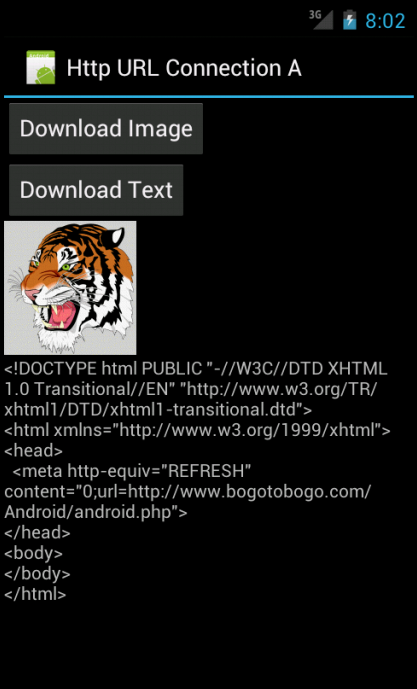 3G 8:02
Http URL Connection A
Download Image
Download Text
<!DOCTYPE html PUBLIC "-//W3C//DTD XHTML
1.0 Transitional//EN" "http://www.w3.org/TR/
xhtml1/DTD/xhtml1-transitional.dtd">
<html xmlns="http://www.w3.org/1999/xhtml">
<head>
  <meta http-equiv="REFRESH"
content="0;url=http://www.bogotobogo.com/
Android/android.php">
</head>
<body>
</body>
</html>